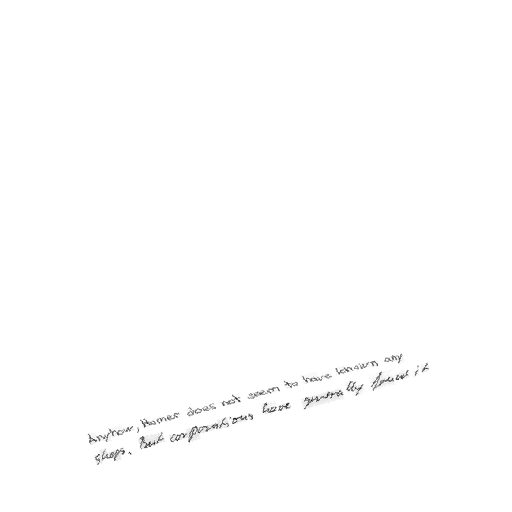 Anyhow, Homer does not seem to have known any
shops. But corporations have generally found it